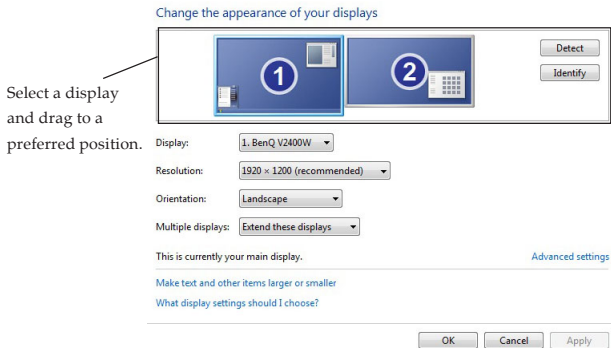 Change the appearance of your displays
1
2
Detect
Identify
Select a display
and drag to a
preferred position.
Display: 1. BenQ V2400W
Resolution: 1920 × 1200 (recommended)
Orientation: Landscape
Multiple displays: Extend these displays
This is currently your main display. Advanced settings
Make text and other items larger or smaller
What display settings should I choose?
OK Cancel Apply